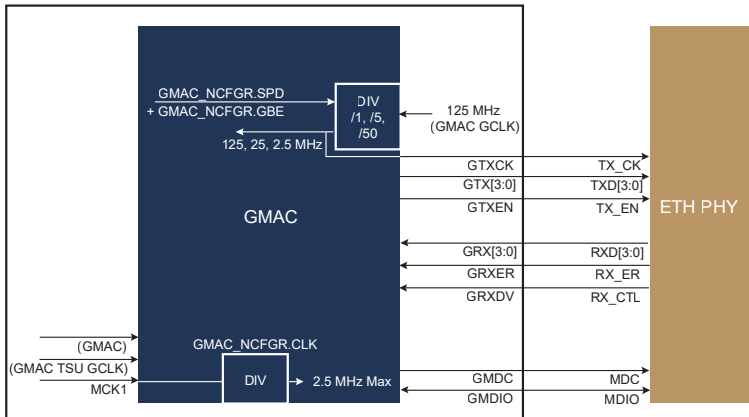 GMAC_NCFGR.SPD
+ GMAC_NCFGR.GBE
DIV
/1, /5,
/50
125 MHz
(GMAC GCLK)
125, 25, 2.5 MHz
GTXCK
TX_CK
GTX[3:0]
TXD[3:0]
GTXEN
TX_EN
GMAC
ETH PHY
GRX[3:0]
RXD[3:0]
GRXER
RX_ER
GRXDV
RX_CTL
(GMAC)
(GMAC TSU GCLK)
MCK1
GMAC_NCFGR.CLK
DIV
2.5 MHz Max
GMDC
MDC
GMDIO
MDIO